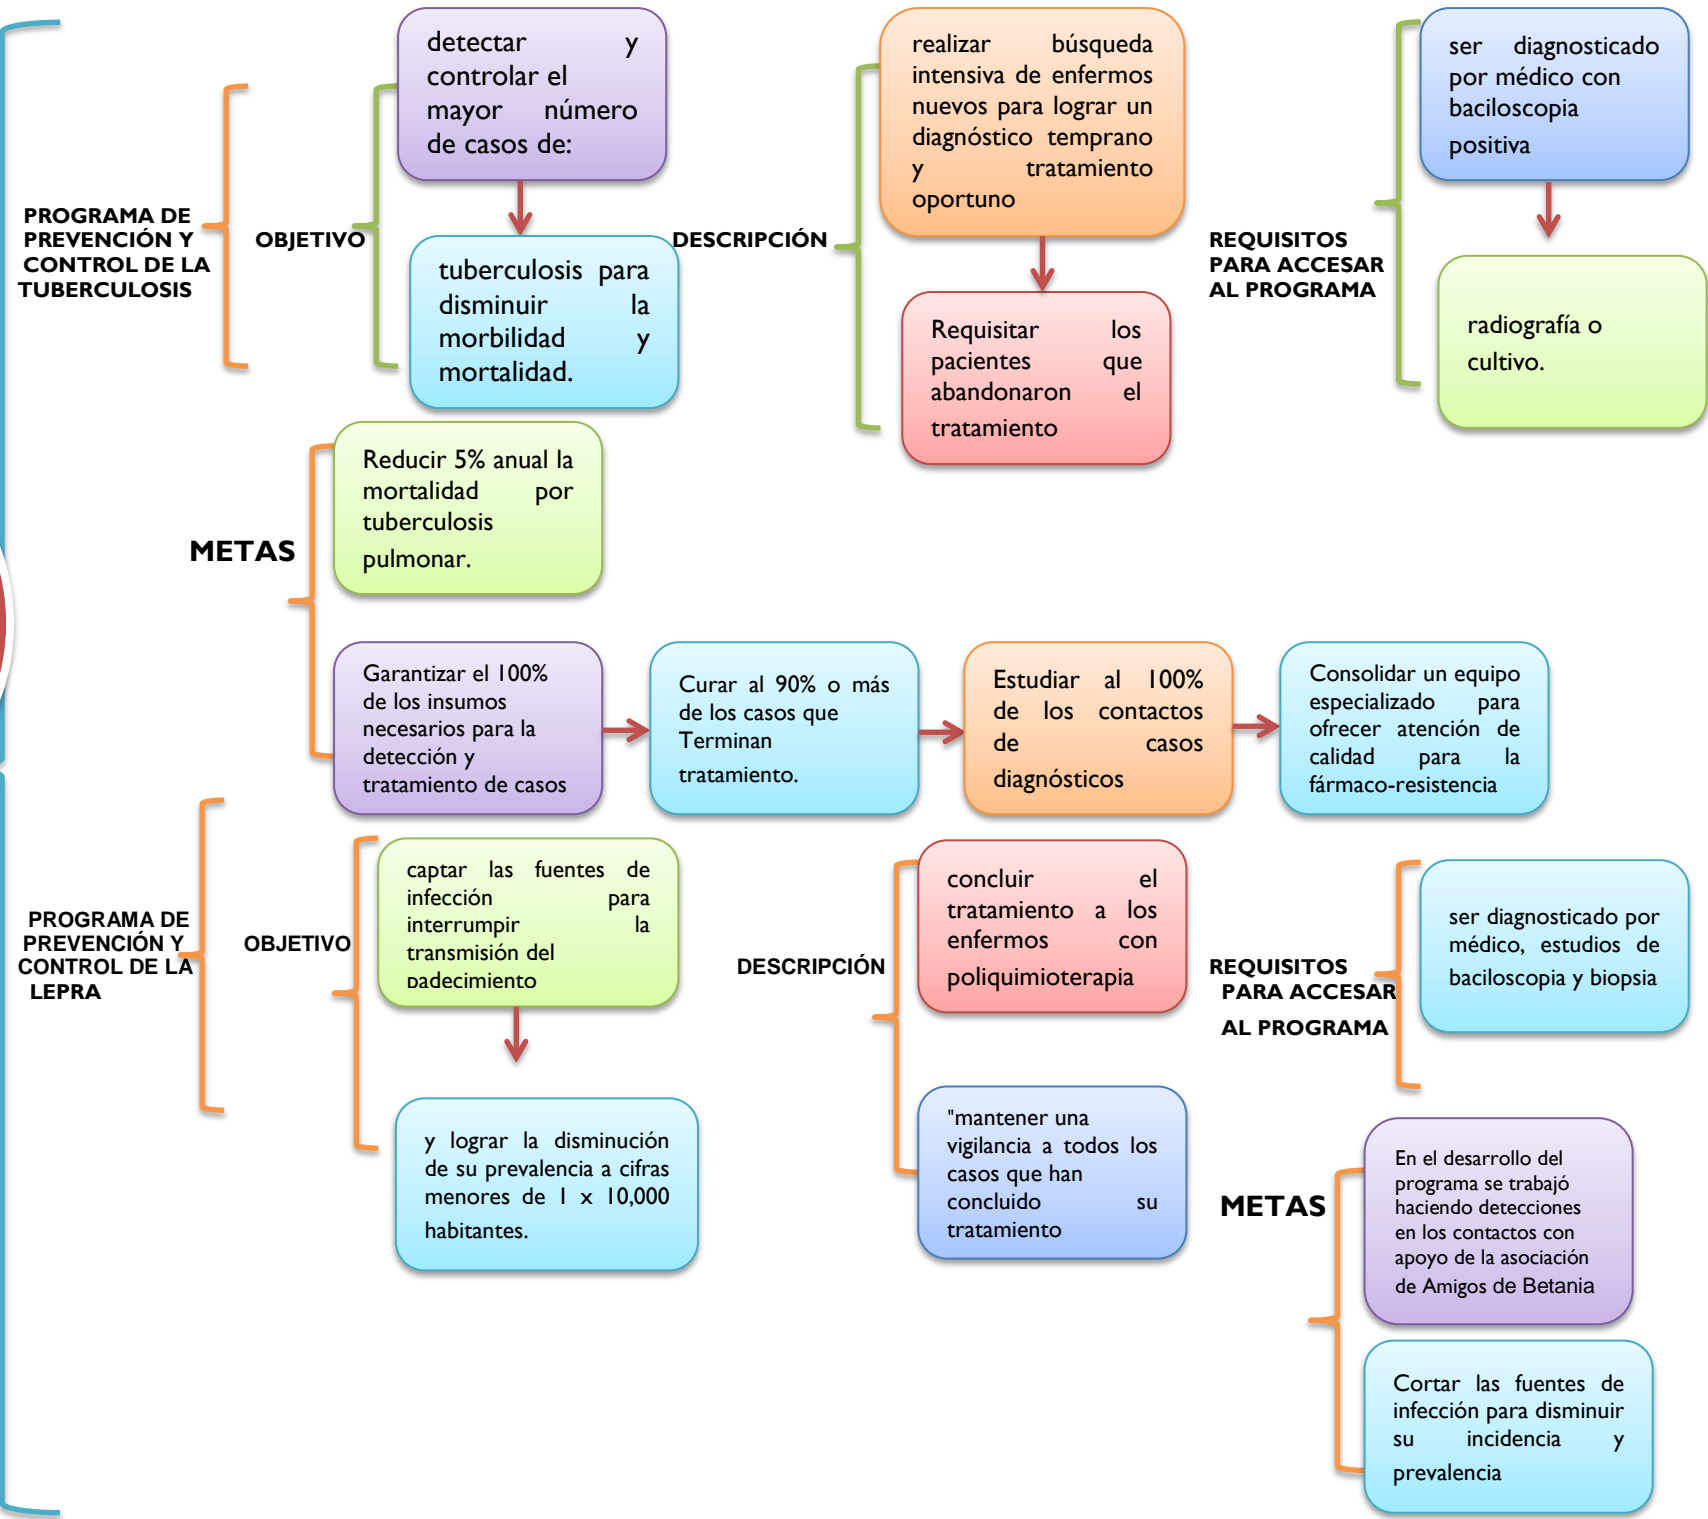 PROGRAMA DE
PREVENCIÓN Y
CONTROL DE LA
TUBERCULOSIS
OBJETIVO
detectar y
controlar el
mayor número
de casos de:
tuberculosis para
disminuir la
morbilidad y
mortalidad.
DESCRIPCIÓN
realizar búsqueda
intensiva de enfermos
nuevos para lograr un
diagnóstico temprano
y tratamiento
oportuno
Requisitar los
pacientes que
abandonaron el
tratamiento
REQUISITOS
PARA ACCESAR
AL PROGRAMA
ser diagnosticado
por médico con
baciloscopia
positiva
radiografía o
cultivo.
METAS
Reducir 5% anual la
mortalidad por
tuberculosis
pulmonar.
Garantizar el 100%
de los insumos
necesarios para la
detección y
tratamiento de casos
Curar al 90% o más
de los casos que
Terminan
tratamiento.
Estudiar al 100%
de los contactos
de casos
diagnósticos
Consolidar un equipo
especializado para
ofrecer atención de
calidad para la
fármaco-resistencia
PROGRAMA DE
PREVENCIÓN Y
CONTROL DE LA
LEPRA
OBJETIVO
captar las fuentes de
infección para
interrumpir la
transmisión del
padecimiento
y lograr la disminución
de su prevalencia a cifras
menores de 1 x 10,000
habitantes.
DESCRIPCIÓN
concluir el
tratamiento a los
enfermos con
poliquimioterapia
"mantener una
vigilancia a todos los
casos que han
concluido su
tratamiento
REQUISITOS
PARA ACCESAR
AL PROGRAMA
ser diagnosticado por
médico, estudios de
baciloscopia y biopsia
METAS
En el desarrollo del
programa se trabajó
haciendo detecciones
en los contactos con
apoyo de la asociación
de Amigos de Betania
Cortar las fuentes de
infección para disminuir
su incidencia y
prevalencia